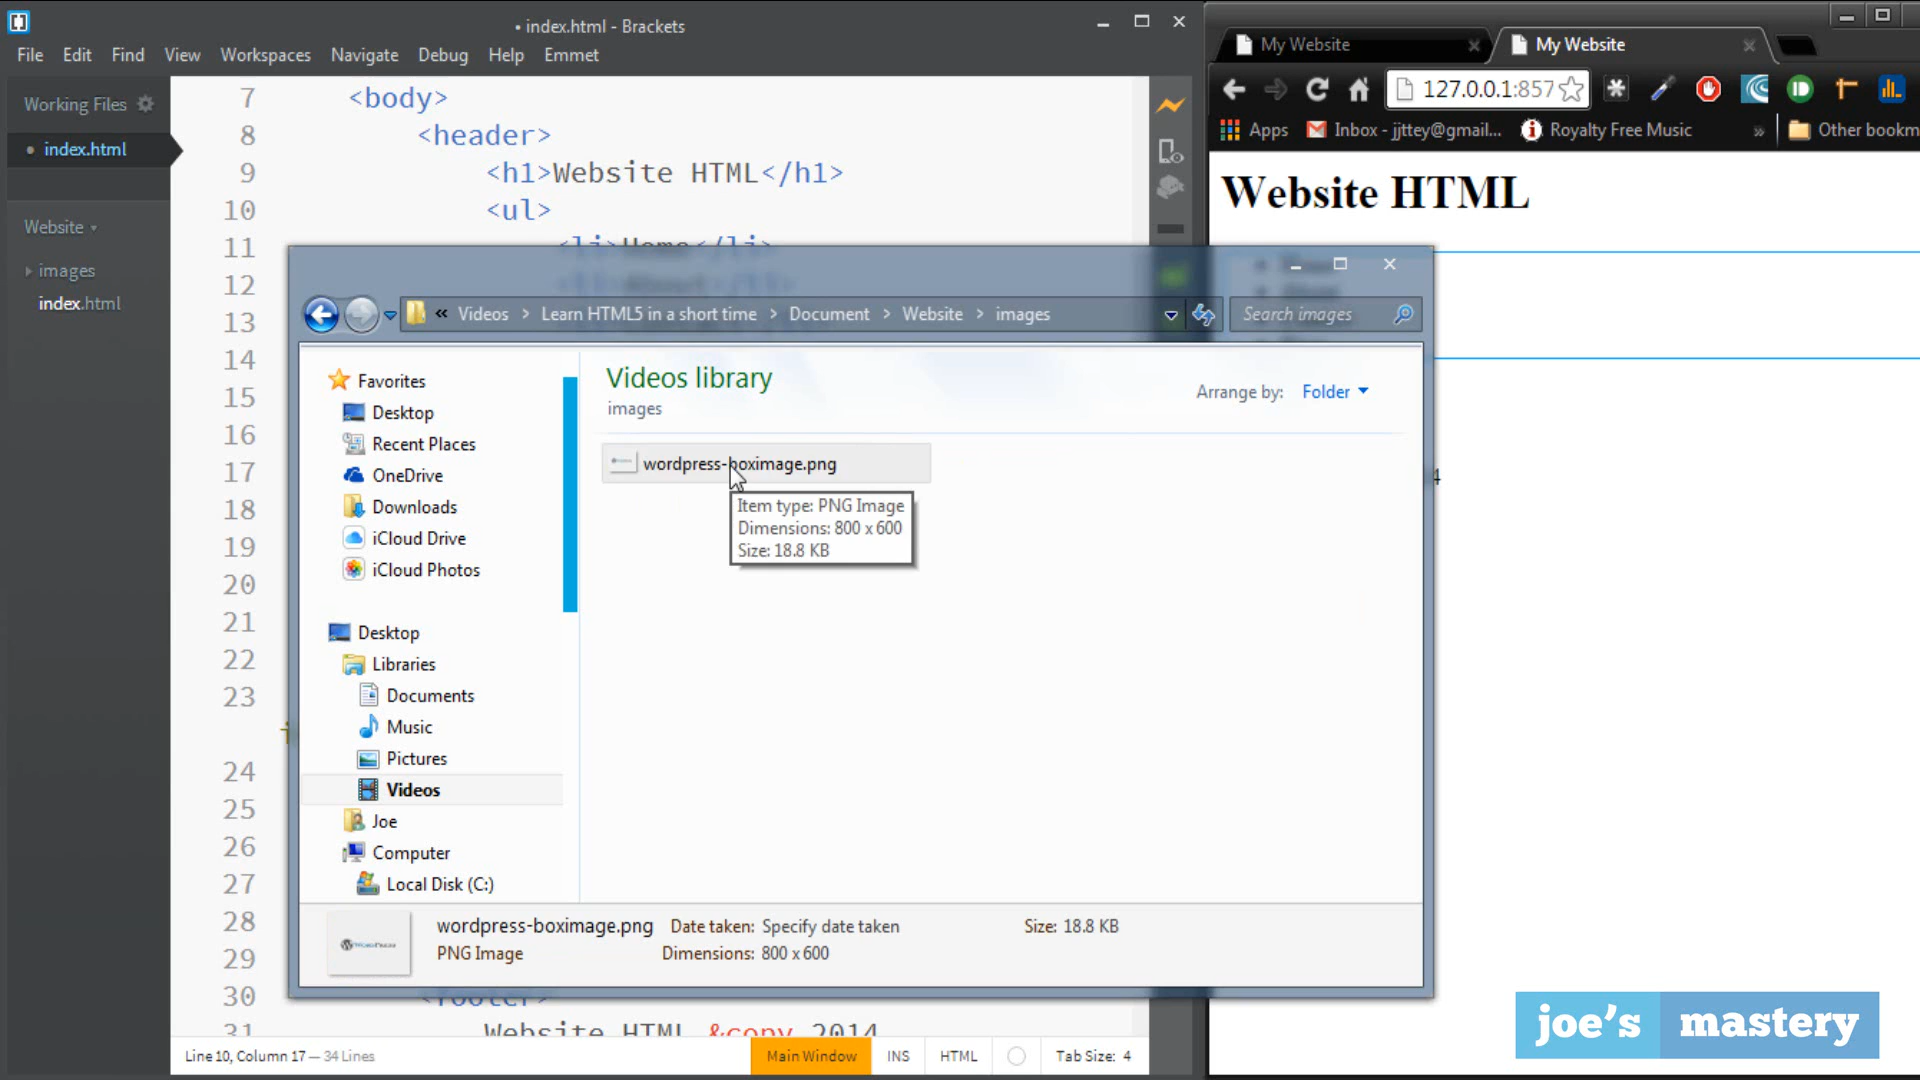 • index.html - Brackets
File Edit Find View Workspaces Navigate Debug Help Emmet
Working Files
• index.html
Website
images
index.html
7 <body>
8 <header>
9 <h1>Website HTML</h1>
10 <ul>
11 <li>Home</li>
12
13
14
15
16
17
18
19
20
21
22
23
24
25
26
27
28
29
30 <footer>
31 Website HTML &copy 2014
Line 10, Column 17 — 34 Lines
Main Window INS HTML Tab Size: 4
« Videos > Learn HTML5 in a short time > Document > Website > images
Search images
Favorites
Desktop
Recent Places
OneDrive
Downloads
iCloud Drive
iCloud Photos
Desktop
Libraries
Documents
Music
Pictures
Videos
Joe
Computer
Local Disk (C:)
Videos library
images
Arrange by: Folder
wordpress-boximage.png
Item type: PNG Image
Dimensions: 800 x 600
Size: 18.8 KB
wordpress-boximage.png Date taken: Specify date taken Size: 18.8 KB
PNG Image Dimensions: 800 x 600
My Website My Website
127.0.0.1:857
Apps Inbox - jjttey@gmail... Royalty Free Music » Other bookm
Website HTML
4
joe's mastery